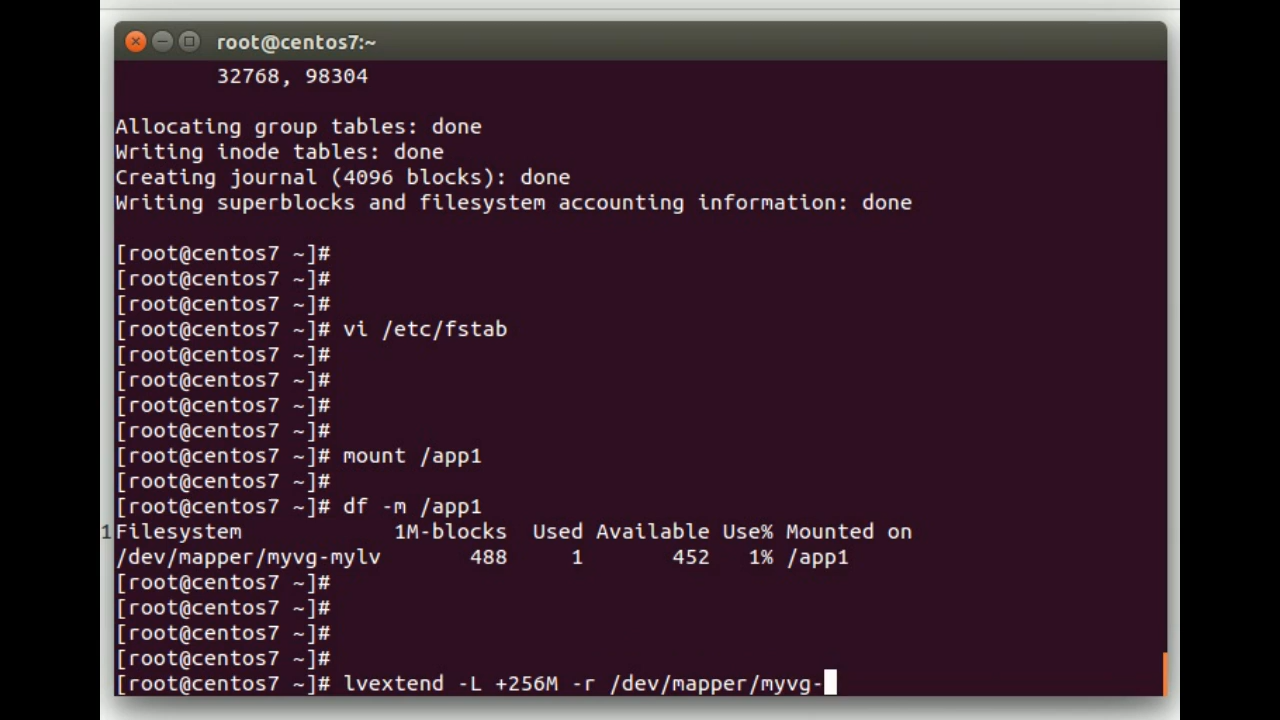 root@centos7:~
32768, 98304
Allocating group tables: done
Writing inode tables: done
Creating journal (4096 blocks): done
Writing superblocks and filesystem accounting information: done
[root@centos7 ~]#
[root@centos7 ~]#
[root@centos7 ~]#
[root@centos7 ~]# vi /etc/fstab
[root@centos7 ~]#
[root@centos7 ~]#
[root@centos7 ~]#
[root@centos7 ~]#
[root@centos7 ~]# mount /app1
[root@centos7 ~]#
[root@centos7 ~]# df -m /app1
1 Filesystem 1M-blocks Used Available Use% Mounted on
/dev/mapper/myvg-mylv 488 1 452 1% /app1
[root@centos7 ~]#
[root@centos7 ~]#
[root@centos7 ~]#
[root@centos7 ~]#
[root@centos7 ~]# lvextend -L +256M -r /dev/mapper/myvg-